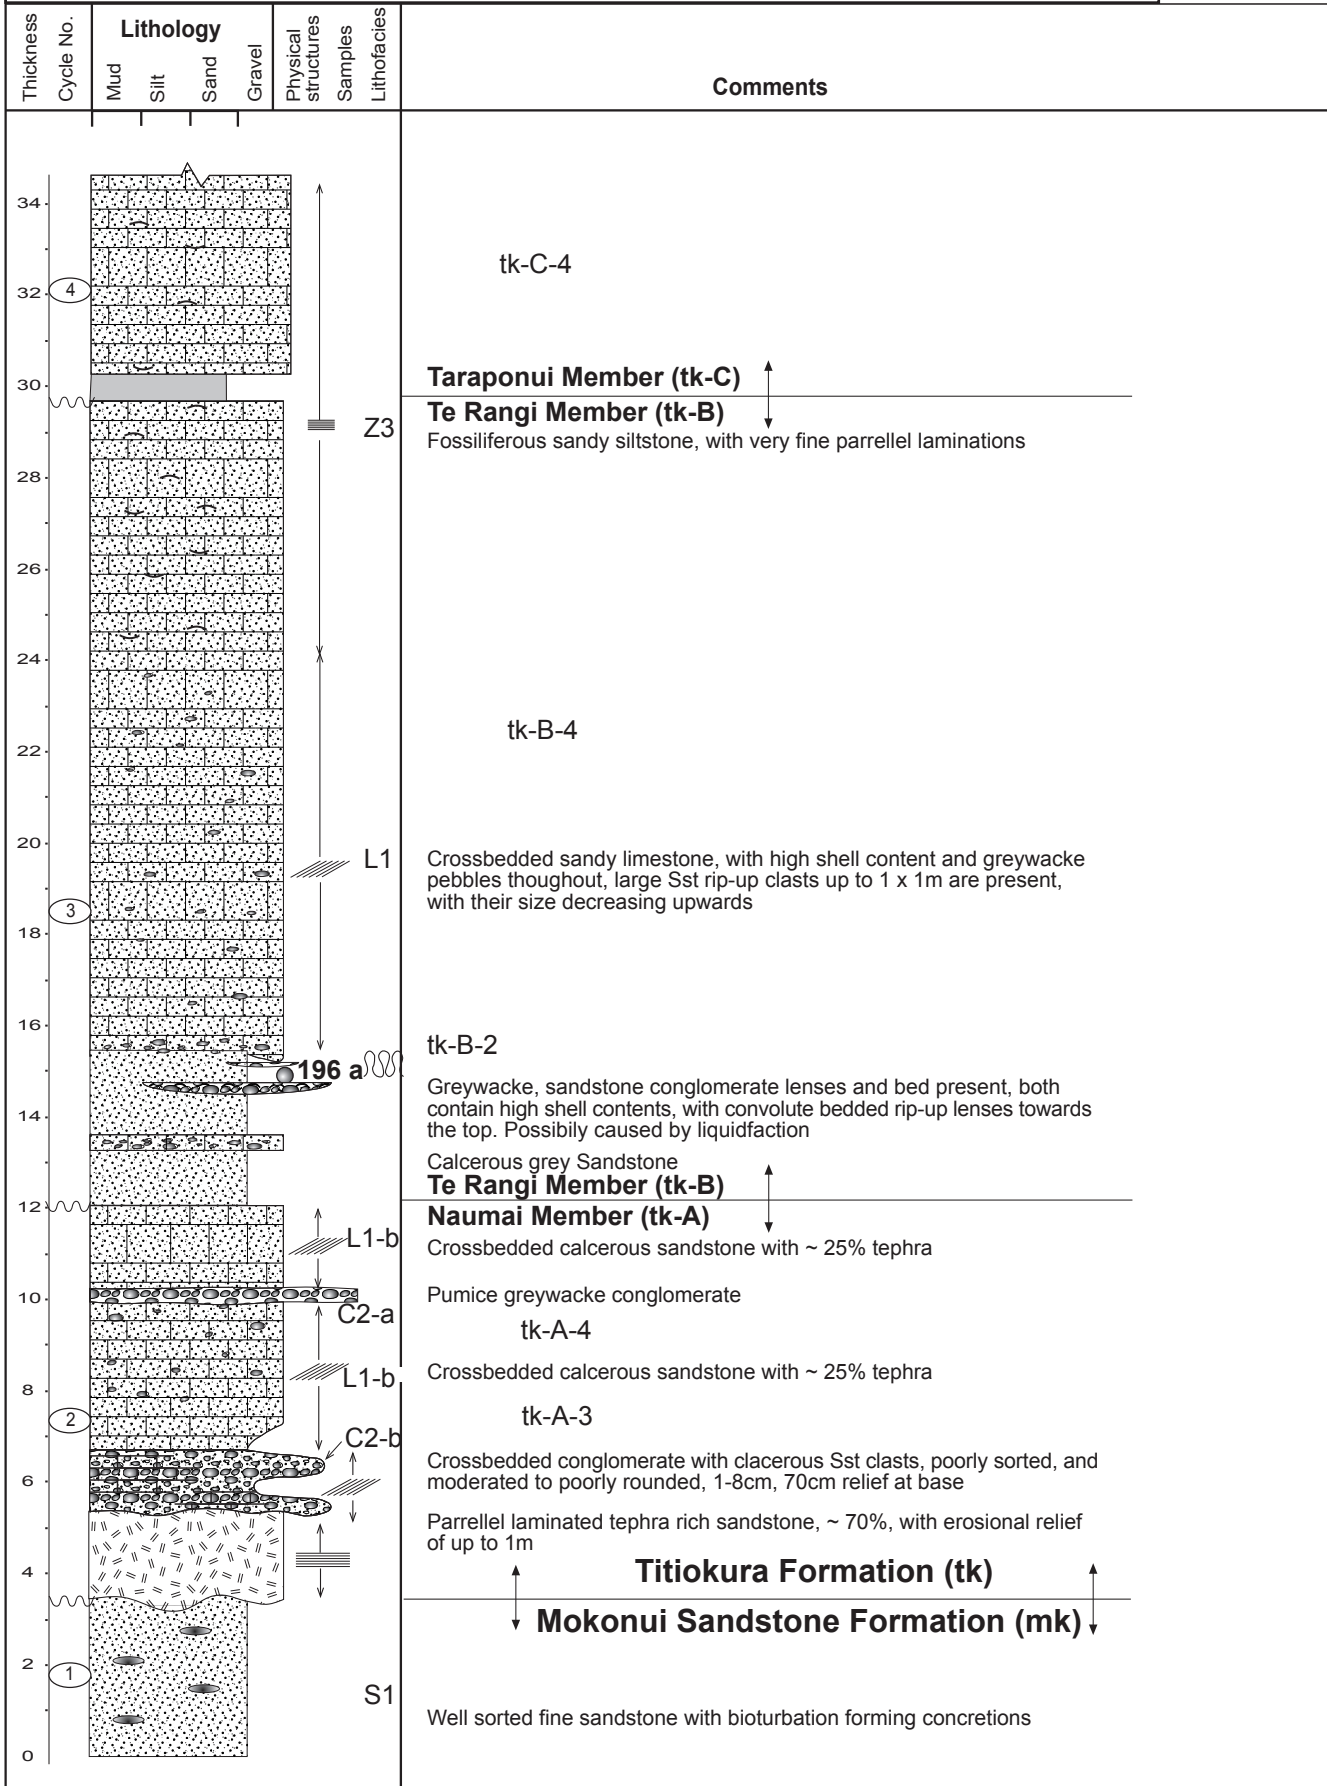 Thickness
Cycle No.
Lithology
Mud
Silt
Sand
Gravel
Physical
structures
Samples
Lithofacies
Comments
34
tk-C-4
32
4
Taraponui Member (tk-C)
30
Te Rangi Member (tk-B)
Z3
Fossiliferous sandy siltstone, with very fine parrellel laminations
28
26
24
tk-B-4
22
20
L1
Crossbedded sandy limestone, with high shell content and greywacke
pebbles thoughout, large Sst rip-up clasts up to 1 x 1m are present,
with their size decreasing upwards
3
18
16
tk-B-2
196 a
Greywacke, sandstone conglomerate lenses and bed present, both
contain high shell contents, with convolute bedded rip-up lenses towards
the top. Possibily caused by liquidfaction
14
Calcerous grey Sandstone
Te Rangi Member (tk-B)
12
Naumai Member (tk-A)
L1-b
Crossbedded calcerous sandstone with ~ 25% tephra
10
Pumice greywacke conglomerate
C2-a
tk-A-4
L1-b
Crossbedded calcerous sandstone with ~ 25% tephra
8
2
tk-A-3
C2-b
Crossbedded conglomerate with clacerous Sst clasts, poorly sorted, and
moderated to poorly rounded, 1-8cm, 70cm relief at base
6
Parrellel laminated tephra rich sandstone, ~ 70%, with erosional relief
of up to 1m
4
Titiokura Formation (tk)
Mokonui Sandstone Formation (mk)
2
1
S1
Well sorted fine sandstone with bioturbation forming concretions
0